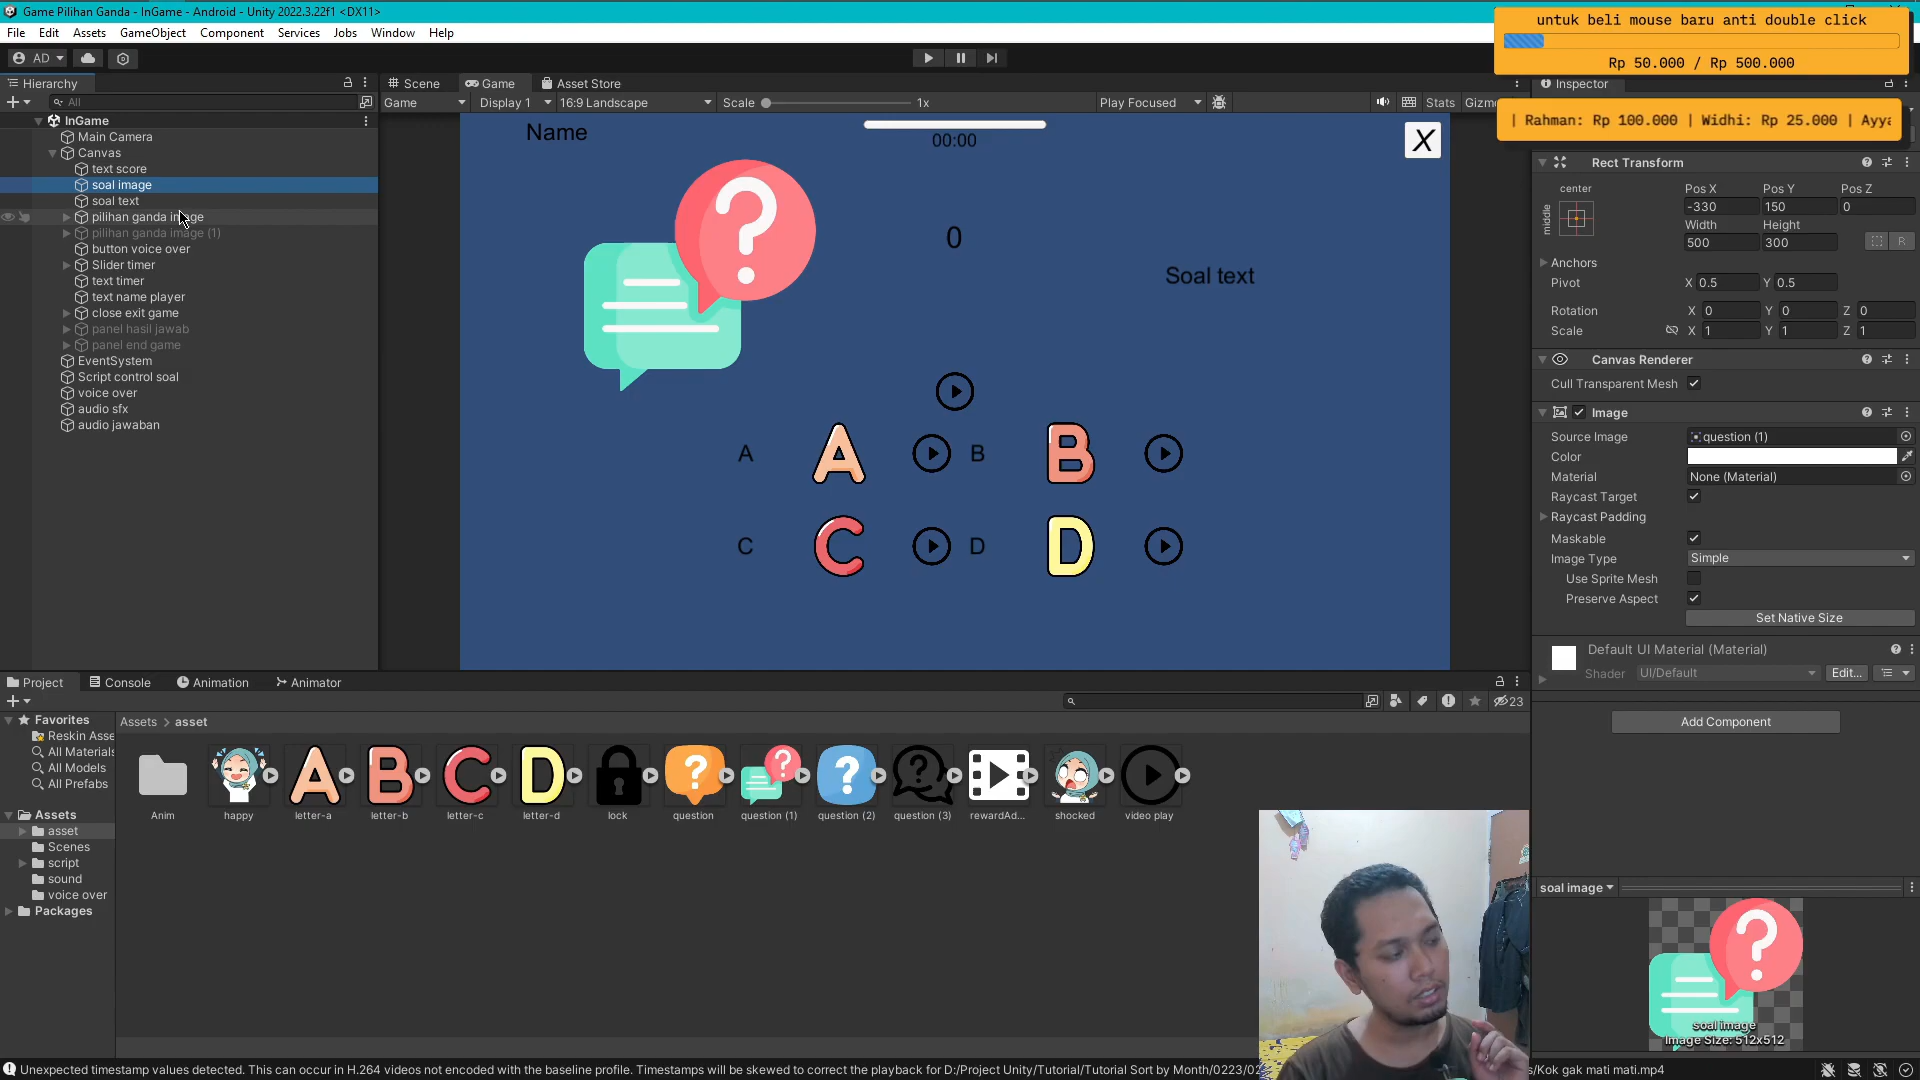 Game Pilihan Ganda - InGame - Android - Unity 2022.3.22f1 <DX11>
File Edit Assets GameObject Component Services Jobs Window Help
AD
untuk beli mouse baru anti double click
Rp 50.000 / Rp 500.000
| Rahman: Rp 100.000 | Widhi: Rp 25.000 |
Hierarchy
All
InGame
Main Camera
Canvas
text score
soal image
soal text
pilihan ganda image
pilihan ganda image (1)
button voice over
Slider timer
text timer
text name player
close exit game
panel hasil jawab
panel end game
EventSystem
Script control soal
voice over
audio sfx
audio jawaban
Scene Game Asset Store
Game Display 1 16:9 Landscape Scale 1x Play Focused Stats
Name
00:00
X
0
Soal text
A A B B
C C D D
Inspector
Rect Transform
center
middle
Pos X Pos Y Pos Z
-330 150 0
Width Height
500 300
R
Anchors
Pivot X 0.5 Y 0.5
Rotation X 0 Y 0 Z 0
Scale X 1 Y 1 Z 1
Canvas Renderer
Cull Transparent Mesh
Image
Source Image question (1)
Color
Material None (Material)
Raycast Target
Raycast Padding
Maskable
Image Type Simple
Use Sprite Mesh
Preserve Aspect
Set Native Size
Default UI Material (Material)
Shader UI/Default Edit...
Add Component
soal image
soal image
Image Size: 512x512
Project Console Animation Animator
23
Favorites
Reskin Asse
All Materials
All Models
All Prefabs
Assets
asset
Scenes
script
sound
voice over
Packages
Assets > asset
Anim
happy
letter-a
letter-b
letter-c
letter-d
lock
question
question (1)
question (2)
question (3)
rewardAd...
shocked
video play
Unexpected timestamp values detected. This can occur in H.264 videos not encoded with the baseline profile. Timestamps will be skewed to correct the playback for D:/Project Unity/Tutorial/Tutorial Sort by Month/0223/02
/Kok gak mati mati.mp4